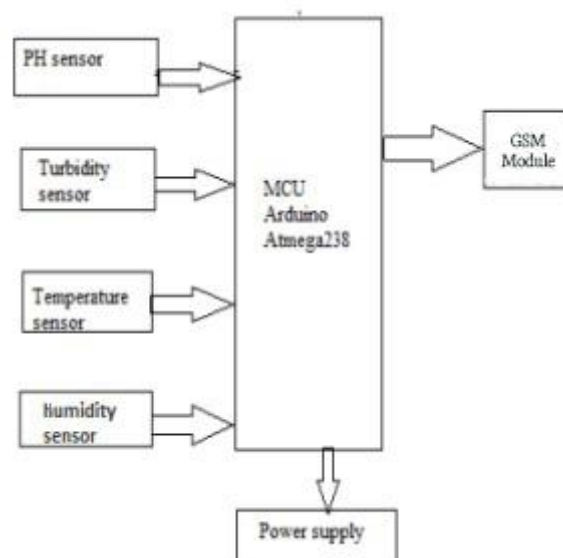 PH sensor
Turbidity
sensor
Temperature
sensor
Humidity
sensor
MCU
Arduino
Atmega238
GSM
Module
Power supply